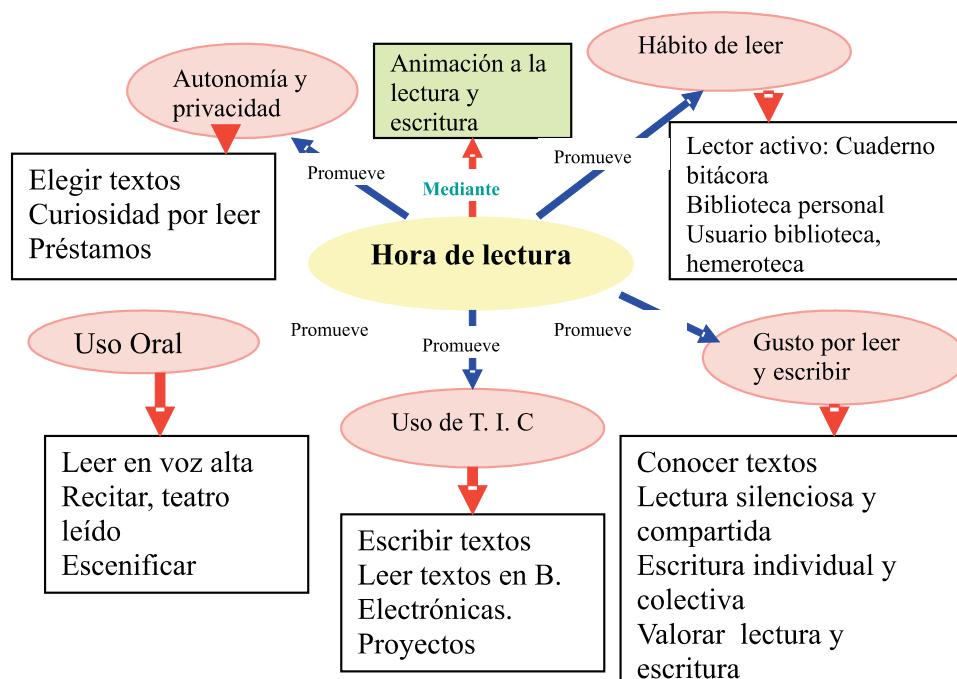 Autonomía y
privacidad
Animación a la
lectura y
escritura
Hábito de leer
Elegir textos
Curiosidad por leer
Préstamos
Promueve
Mediante
Promueve
Lector activo: Cuaderno
bitácora
Biblioteca personal
Usuario biblioteca,
hemeroteca
Hora de lectura
Uso Oral
Promueve
Promueve
Promueve
Gusto por leer
y escribir
Leer en voz alta
Recitar, teatro
leído
Escenificar
Uso de T. I. C
Escribir textos
Leer textos en B.
Electrónicas.
Proyectos
Conocer textos
Lectura silenciosa y
compartida
Escritura individual y
colectiva
Valorar lectura y
escritura